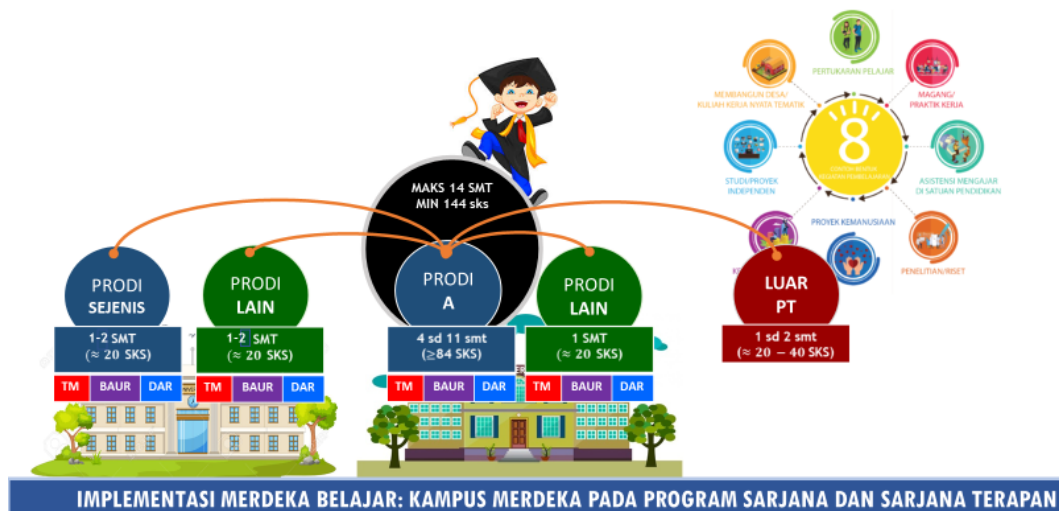 PERTUKARAN PELAJAR
MEMBANGUN DESA/
KULIAH KERJA NYATA TEMATIK
MAGANG/
PRAKTIK KERJA
8
CONTOH BENTUK
KEGIATAN PEMBELAJARAN
STUDI/PROYEK
INDEPENDEN
ASISTENSI MENGAJAR
DI SATUAN PENDIDIKAN
PROYEK KEMANUSIAAN
PENELITIAN/RISET
MAKS 14 SMT
MIN 144 sks
PRODI
SEJENIS
1-2 SMT
(≈ 20 SKS)
TM BAUR DAR
PRODI
LAIN
1-2 SMT
(≈ 20 SKS)
TM BAUR DAR
PRODI
A
4 sd 11 smt
(≥84 SKS)
TM BAUR DAR
PRODI
LAIN
1 SMT
(≈ 20 SKS)
TM BAUR DAR
LUAR
PT
1 sd 2 smt
(≈ 20 – 40 SKS)
IMPLEMENTASI MERDEKA BELAJAR: KAMPUS MERDEKA PADA PROGRAM SARJANA DAN SARJANA TERAPAN